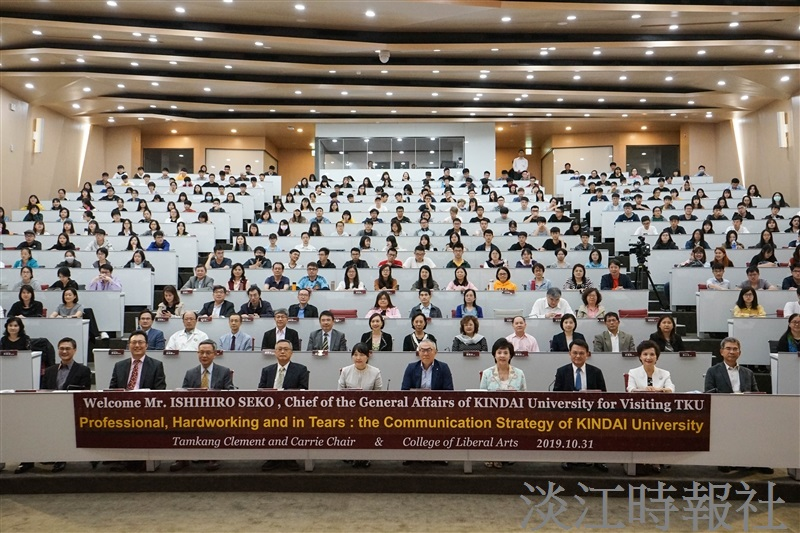 Welcome Mr. ISHIHIRO SEKO , Chief of the General Affairs of KINDAI University for Visiting TKU
Professional, Hardworking and in Tears : the Communication Strategy of KINDAI University
Tamkang Clement and Carrie Chair & College of Liberal Arts 2019.10.31
淡江時報社